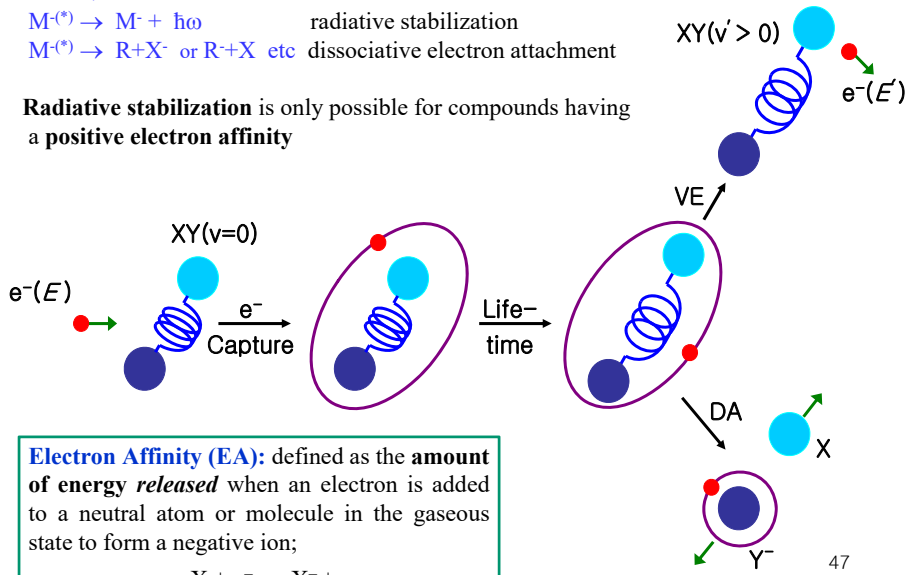 M⁻⁽*⁾ → M⁻ + ħω radiative stabilization
M⁻⁽*⁾ → R+X⁻ or R⁻+X etc dissociative electron attachment
Radiative stabilization is only possible for compounds having
a positive electron affinity
XY(v′> 0)
e⁻(E′)
VE
XY(v=0)
e⁻(E)
e⁻
Capture
Life-
time
DA
X
Y⁻
Electron Affinity (EA): defined as the amount
of energy released when an electron is added
to a neutral atom or molecule in the gaseous
state to form a negative ion;
47